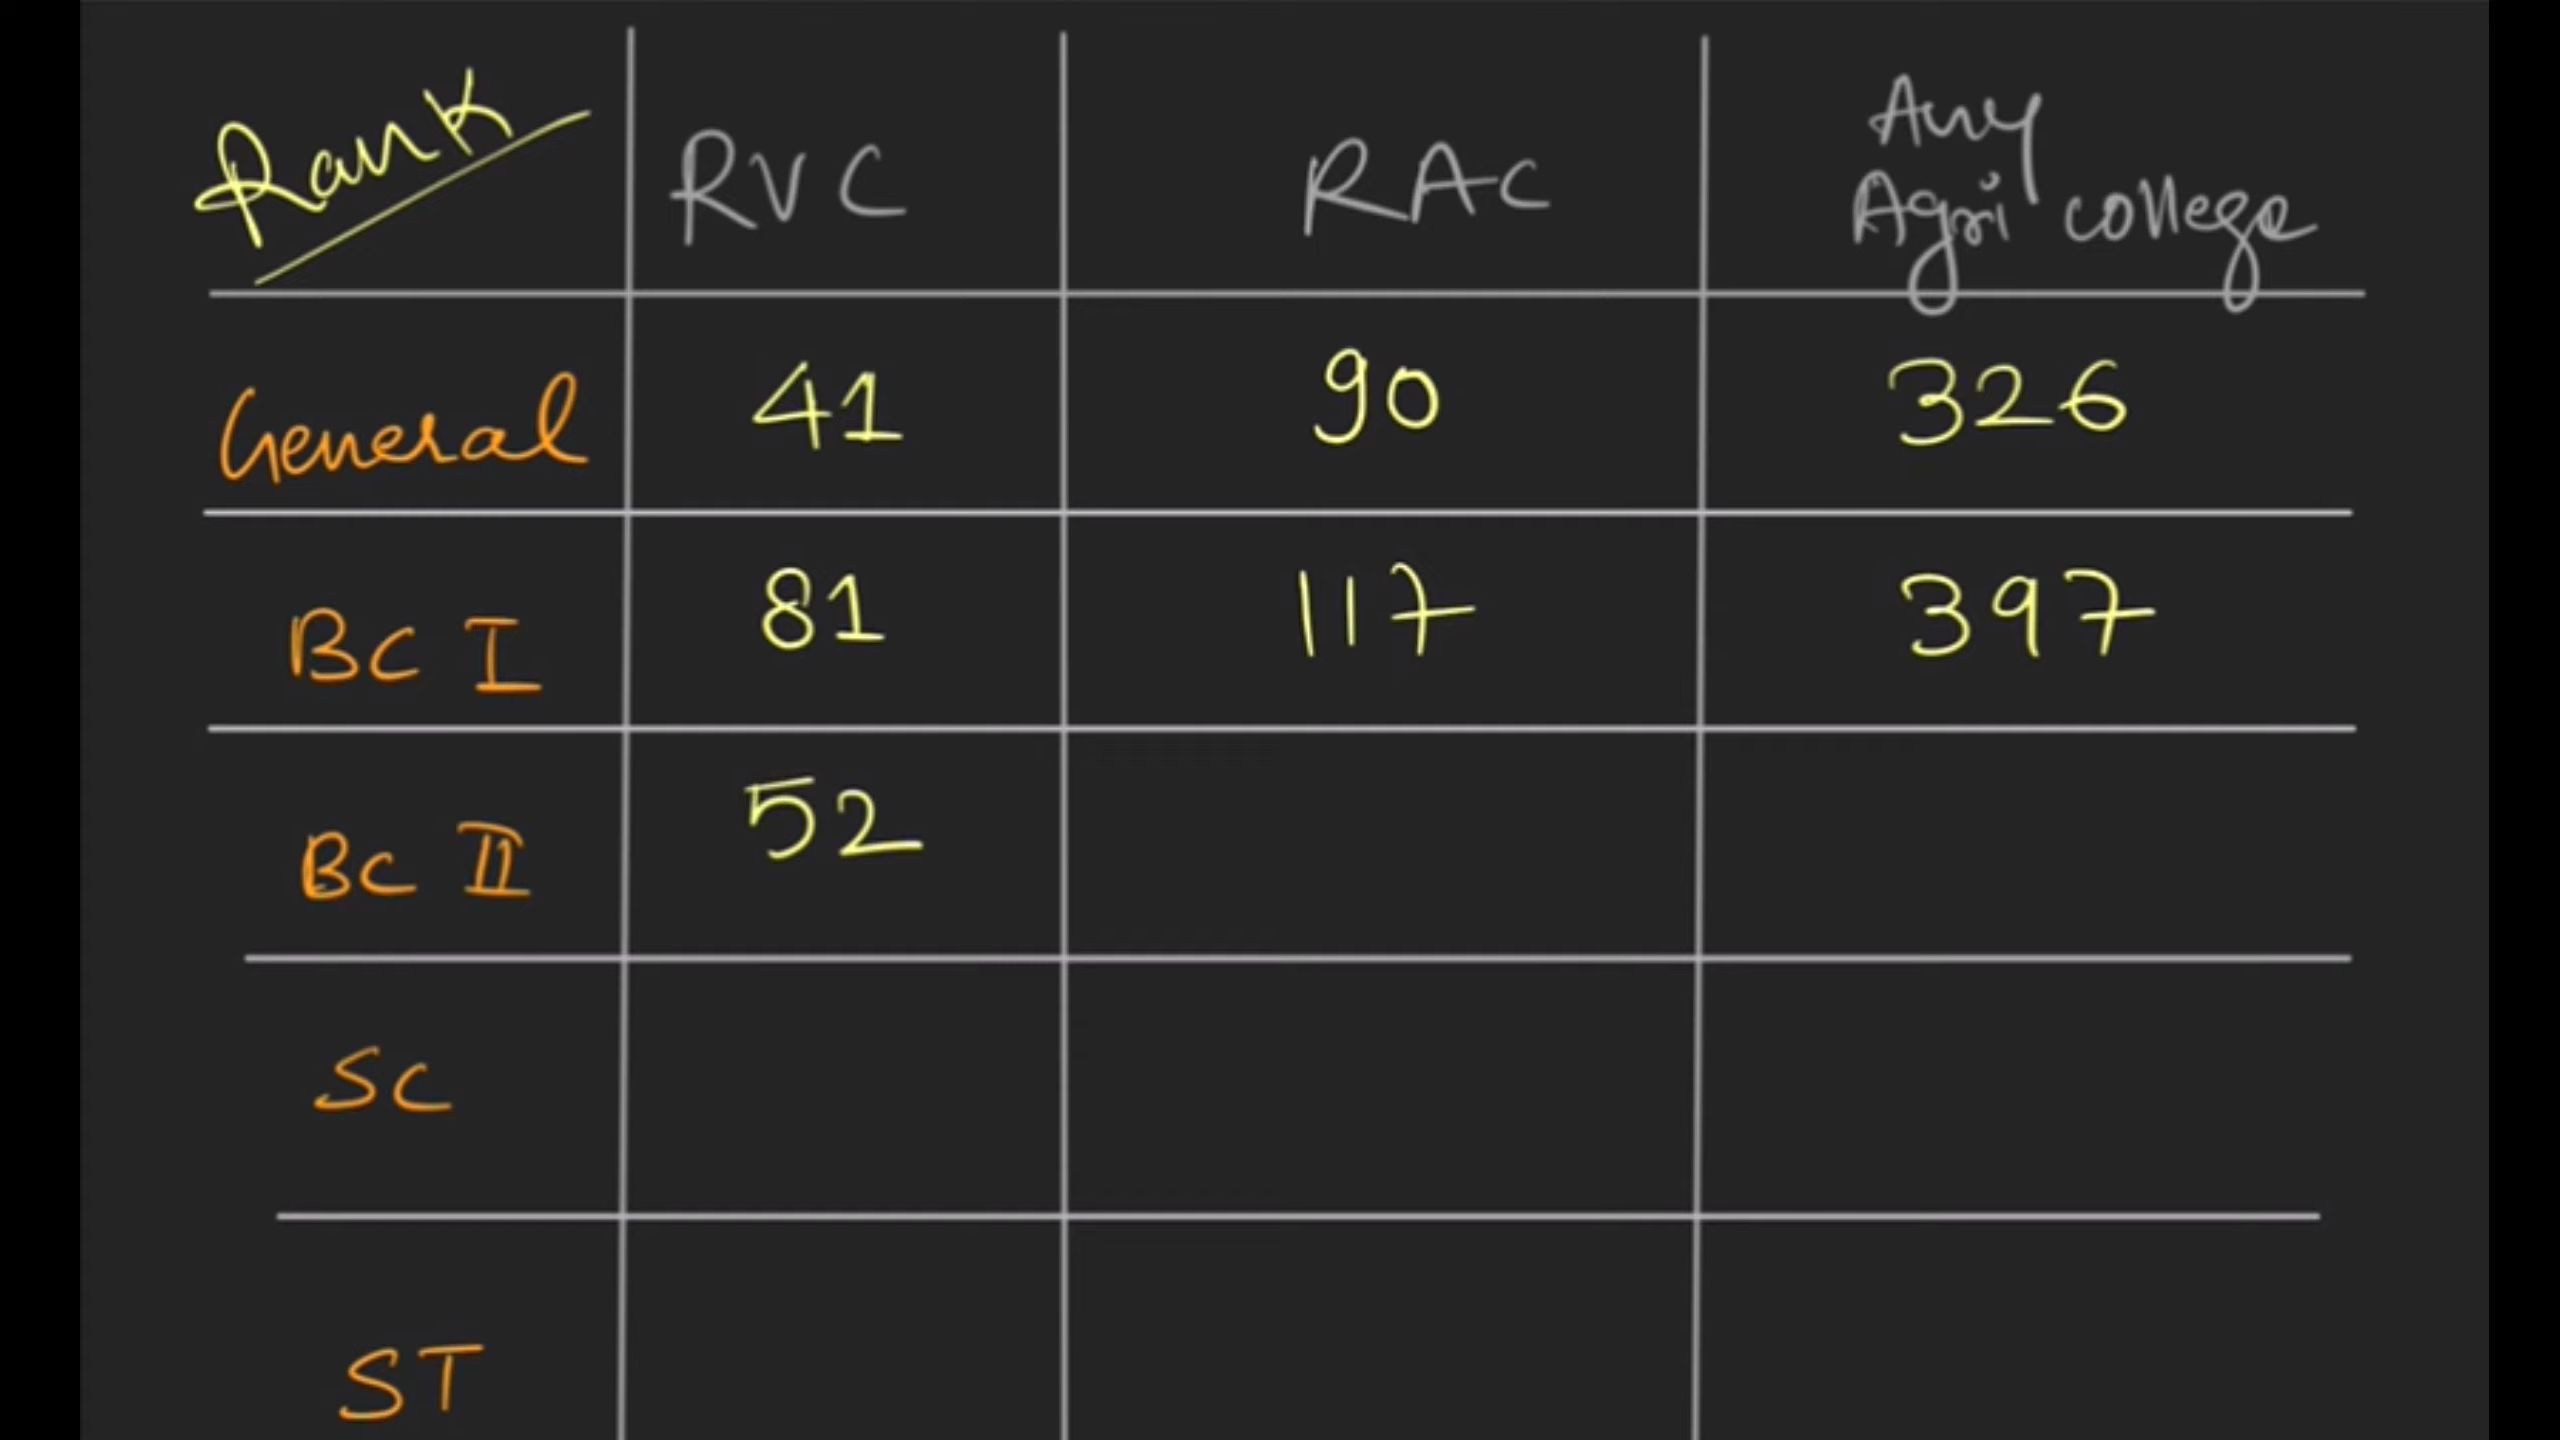 Rank RVC RAC Any Agri college
General 41 90 326
BC I 81 117 397
BC II 52
SC
ST